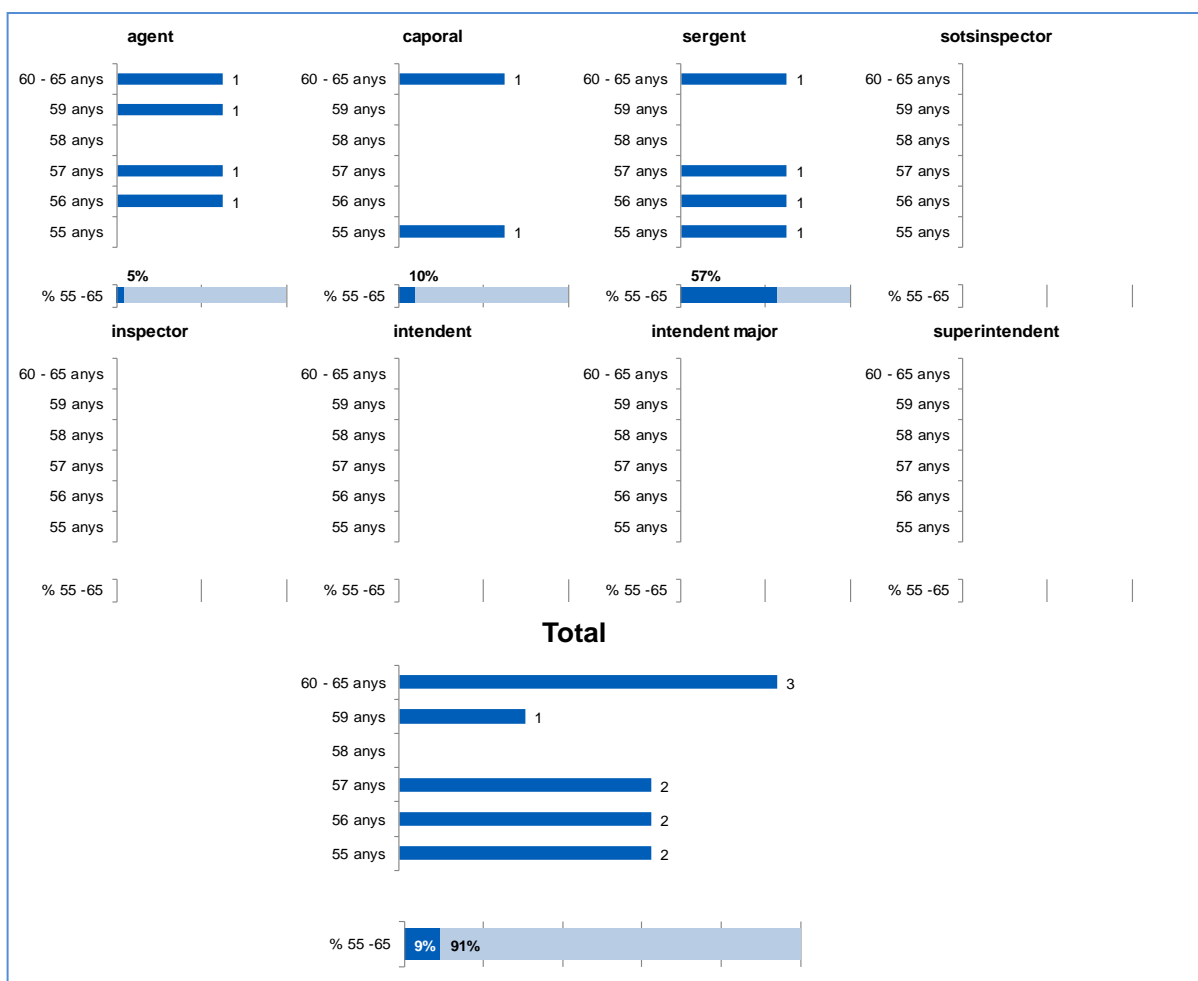 agent
60 - 65 anys 1
59 anys 1
58 anys
57 anys 1
56 anys 1
55 anys
5%
% 55 -65
caporal
60 - 65 anys 1
59 anys
58 anys
57 anys
56 anys
55 anys 1
10%
% 55 -65
sergent
60 - 65 anys 1
59 anys
58 anys
57 anys 1
56 anys 1
55 anys 1
57%
% 55 -65
sotsinspector
60 - 65 anys
59 anys
58 anys
57 anys
56 anys
55 anys
% 55 -65
inspector
60 - 65 anys
59 anys
58 anys
57 anys
56 anys
55 anys
% 55 -65
intendent
60 - 65 anys
59 anys
58 anys
57 anys
56 anys
55 anys
% 55 -65
intendent major
60 - 65 anys
59 anys
58 anys
57 anys
56 anys
55 anys
% 55 -65
superintendent
60 - 65 anys
59 anys
58 anys
57 anys
56 anys
55 anys
% 55 -65
Total
60 - 65 anys 3
59 anys 1
58 anys
57 anys 2
56 anys 2
55 anys 2
% 55 -65 9% 91%